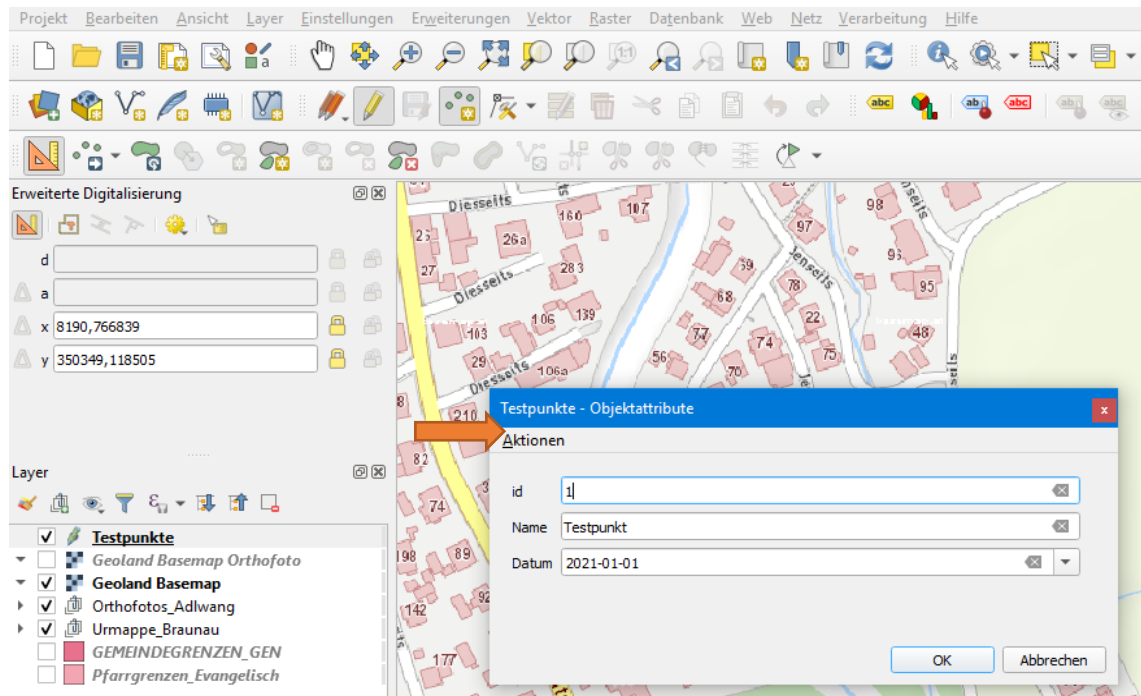 Projekt Bearbeiten Ansicht Layer Einstellungen Erweiterungen Vektor Raster Datenbank Web Netz Verarbeitung Hilfe
Erweiterte Digitalisierung
d
a
x 8190,766839
y 350349,118505
Layer
Testpunkte
Geoland Basemap Orthofoto
Geoland Basemap
Orthofotos_Adlwang
Urmappe_Braunau
GEMEINDEGRENZEN_GEN
Pfarrgrenzen_Evangelisch
Diesseits
160
107
98
26a
97
27
283
Diesseits
59
Jenseits
95
78
68
106
139
22
103
77
48
74
29
106a
56
75
70
Diesseits
210
82
74
198
89
92
142
177
Testpunkte - Objektattribute
Aktionen
id 1
Name Testpunkt
Datum 2021-01-01
OK Abbrechen